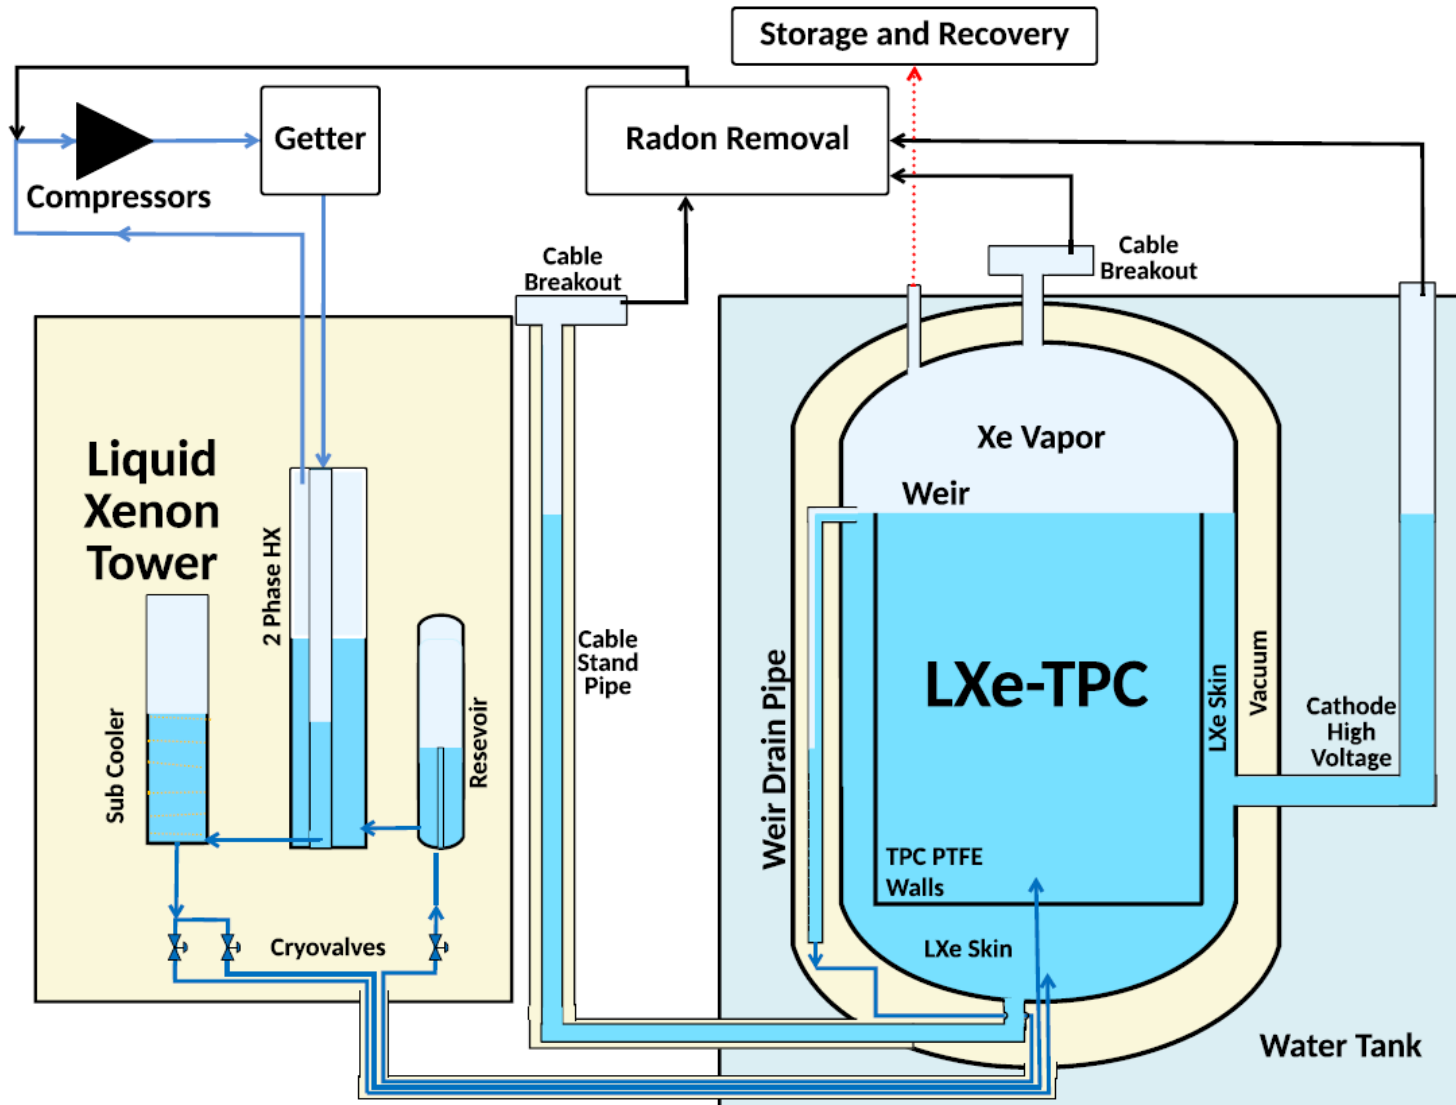 Storage and Recovery
Getter
Radon Removal
Compressors
Cable
Breakout
Cable
Breakout
Liquid
Xenon
Tower
2 Phase HX
Sub Cooler
Resevoir
Cryovalves
Cable
Stand
Pipe
Xe Vapor
Weir
Weir Drain Pipe
LXe-TPC
LXe Skin
Vacuum
Cathode
High
Voltage
TPC PTFE
Walls
LXe Skin
Water Tank